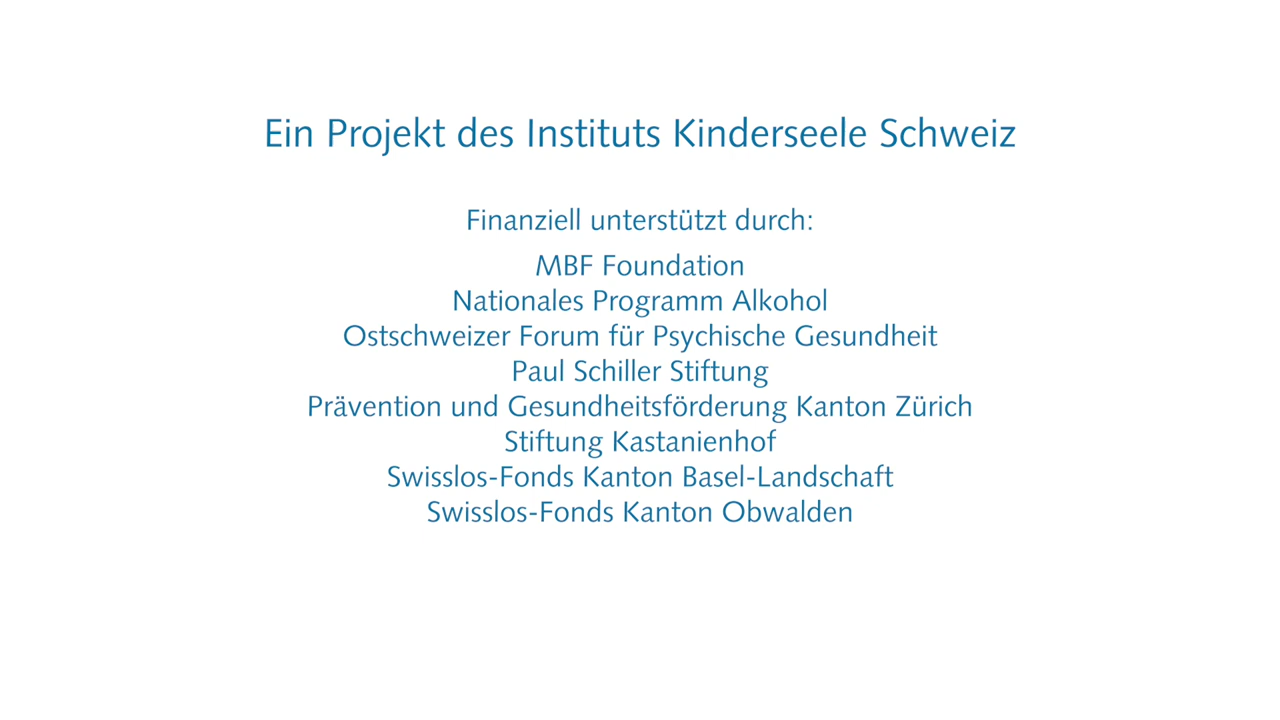 Ein Projekt des Instituts Kinderseele Schweiz
Finanziell unterstützt durch:
MBF Foundation
Nationales Programm Alkohol
Ostschweizer Forum für Psychische Gesundheit
Paul Schiller Stiftung
Prävention und Gesundheitsförderung Kanton Zürich
Stiftung Kastanienhof
Swisslos-Fonds Kanton Basel-Landschaft
Swisslos-Fonds Kanton Obwalden